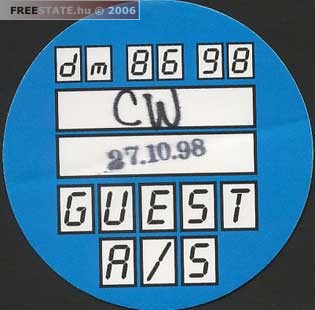 FREESTATE.hu © 2006
dm 86 98
CW
27.10.98
GUEST
A/S